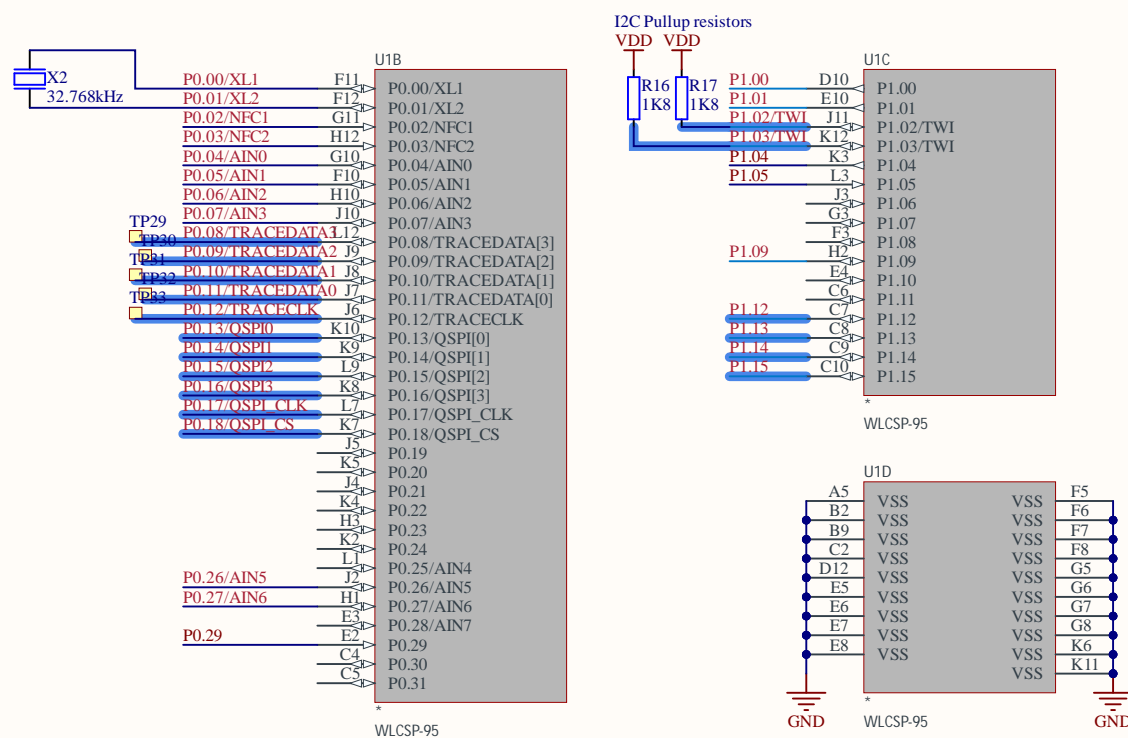 X2
32.768kHz
U1B
P0.00/XL1 F11 P0.00/XL1
P0.01/XL2 F12 P0.01/XL2
P0.02/NFC1 G11 P0.02/NFC1
P0.03/NFC2 H12 P0.03/NFC2
P0.04/AIN0 G10 P0.04/AIN0
P0.05/AIN1 F10 P0.05/AIN1
P0.06/AIN2 H10 P0.06/AIN2
P0.07/AIN3 J10 P0.07/AIN3
TP29 P0.08/TRACEDATA3 L12 P0.08/TRACEDATA[3]
TP30 P0.09/TRACEDATA2 J9 P0.09/TRACEDATA[2]
TP31 P0.10/TRACEDATA1 J8 P0.10/TRACEDATA[1]
TP32 P0.11/TRACEDATA0 J7 P0.11/TRACEDATA[0]
TP33 P0.12/TRACECLK J6 P0.12/TRACECLK
P0.13/QSPI0 K10 P0.13/QSPI[0]
P0.14/QSPI1 K9 P0.14/QSPI[1]
P0.15/QSPI2 L9 P0.15/QSPI[2]
P0.16/QSPI3 K8 P0.16/QSPI[3]
P0.17/QSPI_CLK L7 P0.17/QSPI_CLK
P0.18/QSPI_CS K7 P0.18/QSPI_CS
J5 P0.19
K5 P0.20
J4 P0.21
K4 P0.22
H3 P0.23
K2 P0.24
L1 P0.25/AIN4
P0.26/AIN5 J2 P0.26/AIN5
P0.27/AIN6 H1 P0.27/AIN6
E3 P0.28/AIN7
P0.29 E2 P0.29
C4 P0.30
C5 P0.31
*
WLCSP-95
I2C Pullup resistors
VDD VDD
R16 R17
1K8 1K8
U1C
P1.00 D10 P1.00
P1.01 E10 P1.01
P1.02/TWI J11 P1.02/TWI
P1.03/TWI K12 P1.03/TWI
P1.04 K3 P1.04
P1.05 L3 P1.05
J3 P1.06
G3 P1.07
F3 P1.08
P1.09 H2 P1.09
E4 P1.10
C6 P1.11
P1.12 C7 P1.12
P1.13 C8 P1.13
P1.14 C9 P1.14
P1.15 C10 P1.15
*
WLCSP-95
U1D
A5 VSS VSS F5
B2 VSS VSS F6
B9 VSS VSS F7
C2 VSS VSS F8
D12 VSS VSS G5
E5 VSS VSS G6
E6 VSS VSS G7
E7 VSS VSS G8
E8 VSS VSS K6
VSS K11
GND GND
*
WLCSP-95